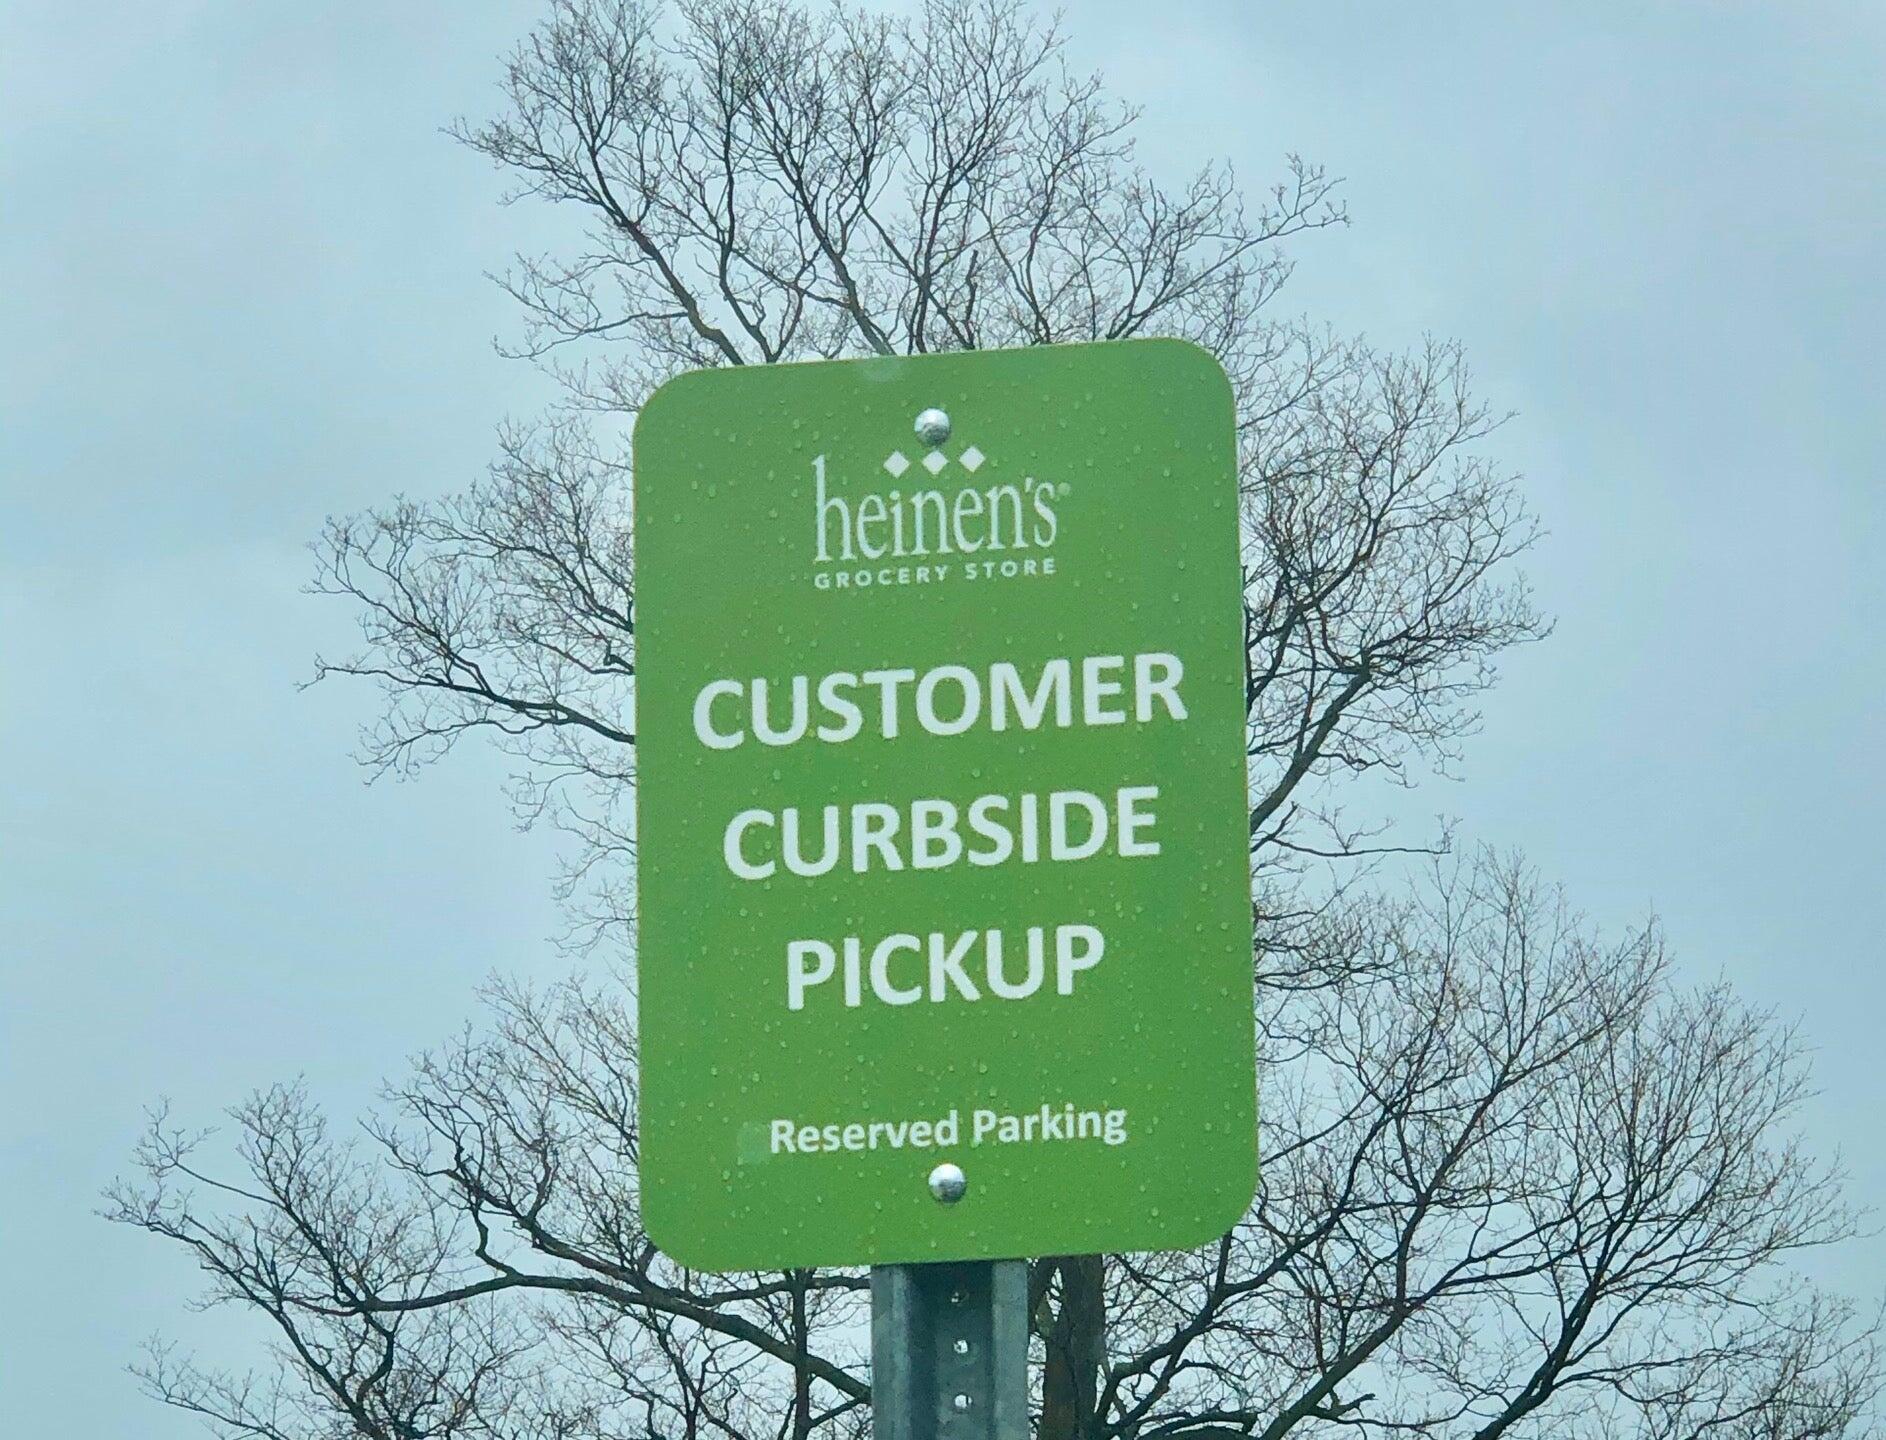 heinen's®
GROCERY STORE
CUSTOMER
CURBSIDE
PICKUP
Reserved Parking